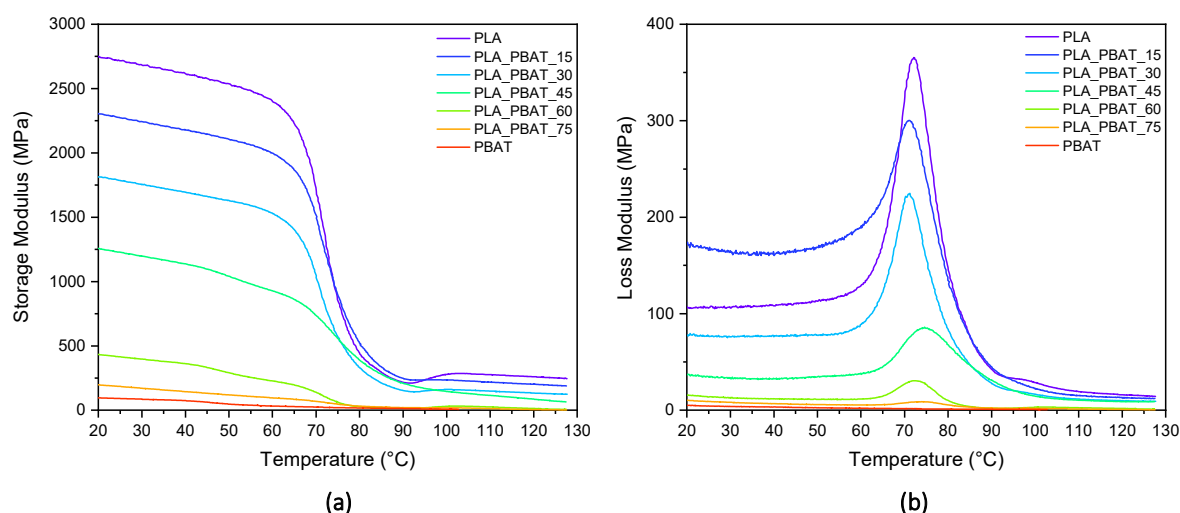 3000
2500
2000
1500
1000
500
0
Storage Modulus (MPa)
20 30 40 50 60 70 80 90 100 110 120 130
Temperature (°C)
PLA
PLA_PBAT_15
PLA_PBAT_30
PLA_PBAT_45
PLA_PBAT_60
PLA_PBAT_75
PBAT
(a)
400
300
200
100
0
Loss Modulus (MPa)
20 30 40 50 60 70 80 90 100 110 120 130
Temperature (°C)
PLA
PLA_PBAT_15
PLA_PBAT_30
PLA_PBAT_45
PLA_PBAT_60
PLA_PBAT_75
PBAT
(b)